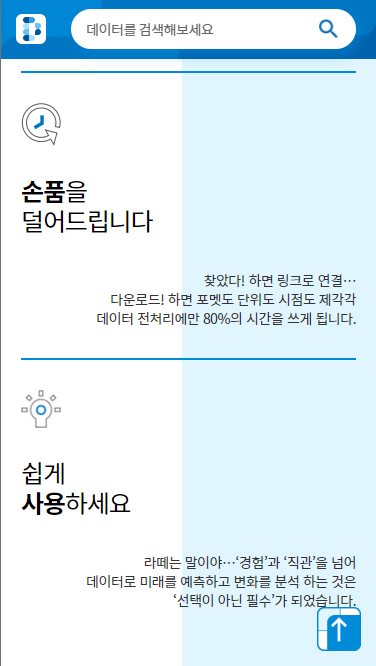 데이터를 검색해보세요
손품을
덜어드립니다
찾았다! 하면 링크로 연결…
다운로드! 하면 포멧도 단위도 시점도 제각각
데이터 전처리에만 80%의 시간을 쓰게 됩니다.
쉽게
사용하세요
라떼는 말이야…‘경험’과 ‘직관’을 넘어
데이터로 미래를 예측하고 변화를 분석 하는 것은
‘선택이 아닌 필수’가 되었습니다.